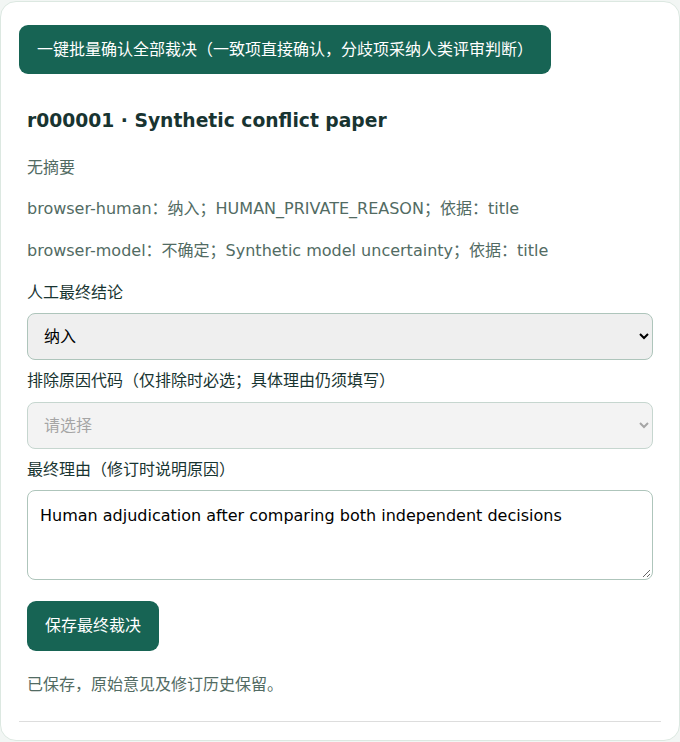 一键批量确认全部裁决（一致项直接确认，分歧项采纳人类评审判断）
r000001 · Synthetic conflict paper
无摘要
browser-human：纳入；HUMAN_PRIVATE_REASON；依据：title
browser-model：不确定；Synthetic model uncertainty；依据：title
人工最终结论
纳入
排除原因代码（仅排除时必选；具体理由仍须填写）
请选择
最终理由（修订时说明原因）
Human adjudication after comparing both independent decisions
保存最终裁决
已保存，原始意见及修订历史保留。